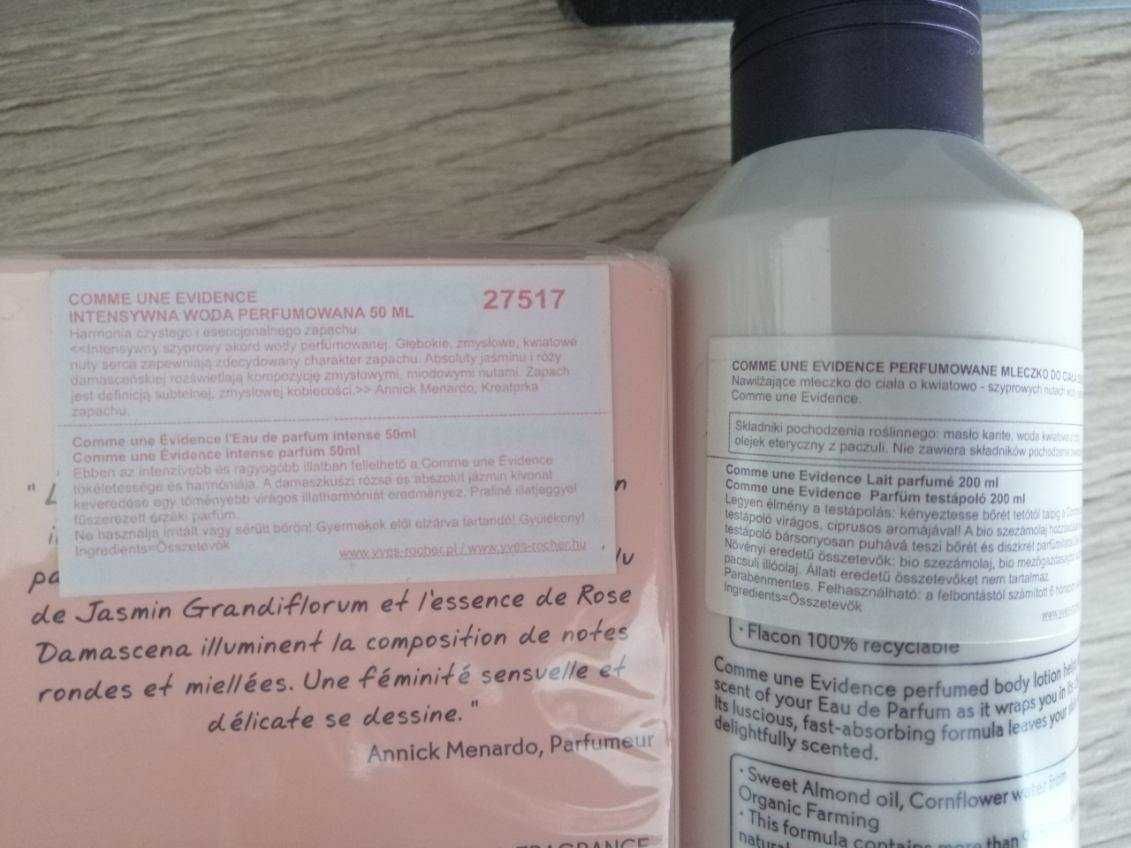 COMME UNE EVIDENCE
INTENSYWNA WODA PERFUMOWANA 50 ML
27517
Harmonia czystego i esencjonalnego zapachu.
<<Intensywny szyprowy akord wody perfumowanej. Głębokie, zmysłowe, kwiatowe
nuty serca zapewniają zdecydowany charakter zapachu. Absoluty jaśminu i róży
damasceńskiej rozświetlają kompozycję zmysłowymi, miodowymi nutami. Zapach
jest definicją subtelnej, zmysłowej kobiecości.>> Annick Menardo, Kreatorka
zapachu.
Comme une Évidence l'Eau de parfum intense 50ml
Comme une Évidence intense parfüm 50ml
Ebben az intenzívebb és ragyogóbb illatban fellelhető a Comme une Évidence
tökéletessége és harmóniája. A damaszkuszi rózsa és abszolút jázmin kivonat
keveredése egy töményebb virágos illatharmóniát eredményez. Praliné illatjeggyel
fűszerezett érzéki parfüm.
Ne használja irritált vagy sérült bőrön! Gyermekek elől elzárva tartandó! Gyúlékony!
Ingredients=Összetevők
www.yves-rocher.pl / www.yves-rocher.hu
" L
n
pa
lu
de Jasmin Grandiflorum et l'essence de Rose
Damascena illuminent la composition de notes
rondes et miellées. Une féminité sensuelle et
délicate se dessine."
Annick Menardo, Parfumeur
FRAGRANCE
COMME UNE EVIDENCE PERFUMOWANE MLECZKO DO CIAŁA
Nawilżające mleczko do ciała o kwiatowo - szyprowych nutach wody
Comme une Evidence.
Składniki pochodzenia roślinnego: masło karite, woda kwiatowa z
olejek eteryczny z paczuli. Nie zawiera składników pochodzenia
Comme une Evidence Lait parfumé 200 ml
Comme une Evidence Parfüm testápoló 200 ml
Legyen élmény a testápolás: kényeztesse bőrét tetőtől talpig a
testápoló virágos, ciprusos aromájával! A bio szezámolaj
testápoló bársonyosan puhává teszi bőrét és diszkrét
Növényi eredetű összetevők: bio szezámolaj, bio
pacsuli illóolaj. Állati eredetű összetevőket nem tartalmaz.
Parabenmentes. Felhasználható: a felbontástól számított 6
Ingredients=Összetevők
· Flacon 100% recyclable
Comme une Evidence perfumed body lotion
scent of your Eau de Parfum as it wraps you in
Its luscious, fast-absorbing formula leaves your
delightfully scented.
· Sweet Almond oil, Cornflower water from
Organic Farming
· This formula contains more than